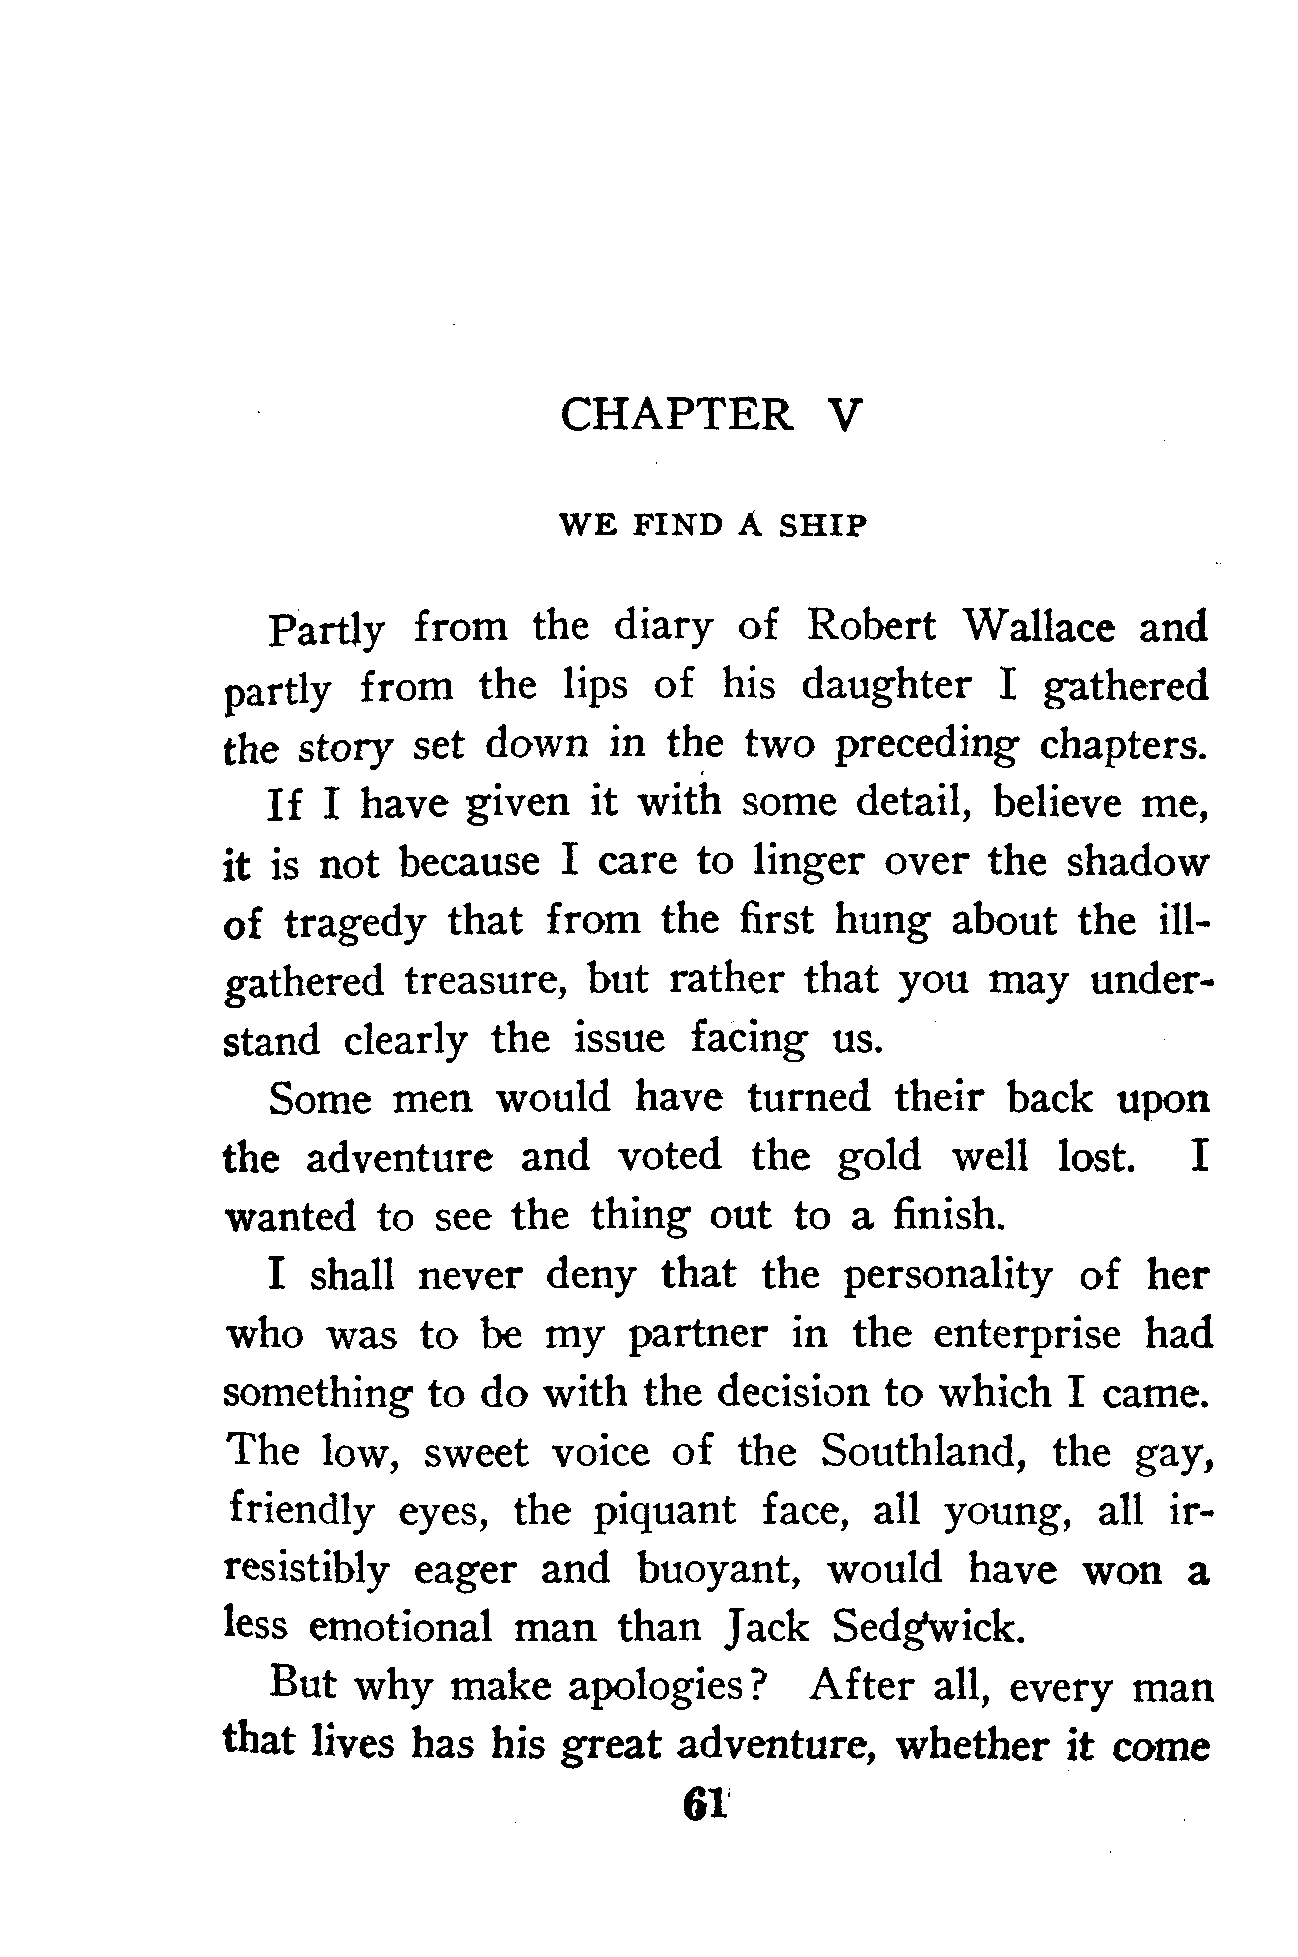 CHAPTER V
WE FIND A SHIP
Partly from the diary of Robert Wallace and
partly from the lips of his daughter I gathered
the story set down in the two preceding chapters.
If I have given it with some detail, believe me,
it is not because I care to linger over the shadow
of tragedy that from the first hung about the ill-
gathered treasure, but rather that you may under-
stand clearly the issue facing us.
Some men would have turned their back upon
the adventure and voted the gold well lost. I
wanted to see the thing out to a finish.
I shall never deny that the personality of her
who was to be my partner in the enterprise had
something to do with the decision to which I came.
The low, sweet voice of the Southland, the gay,
friendly eyes, the piquant face, all young, all ir-
resistibly eager and buoyant, would have won a
less emotional man than Jack Sedgwick.
But why make apologies? After all, every man
that lives has his great adventure, whether it come
61